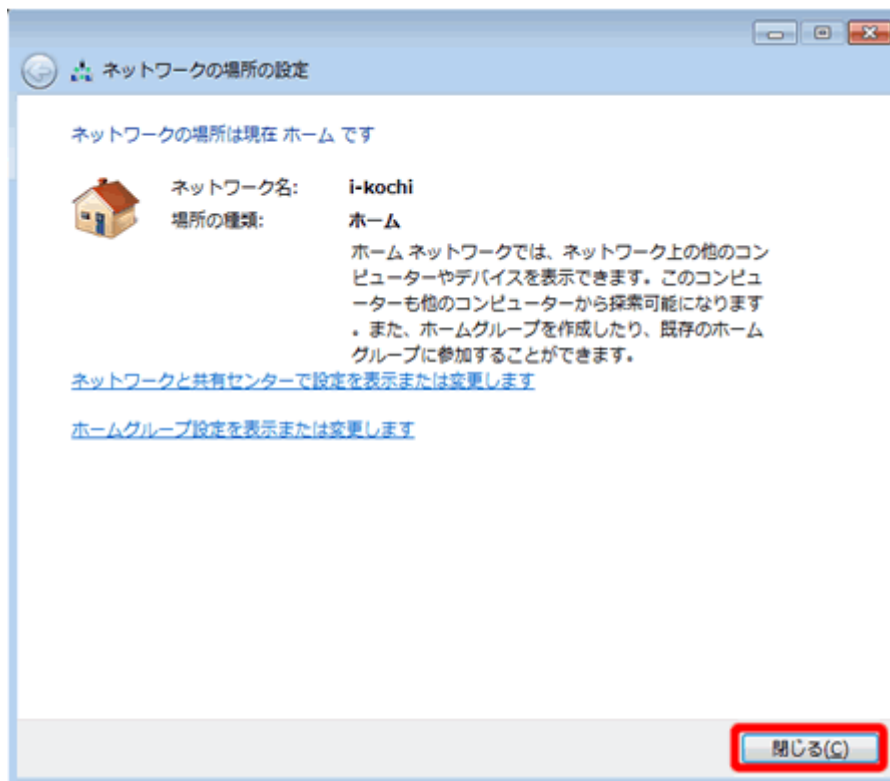 ネットワークの場所の設定
ネットワークの場所は現在 ホーム です
ネットワーク名: i-kochi
場所の種類: ホーム
ホーム ネットワークでは、ネットワーク上の他のコン
ピューターやデバイスを表示できます。このコンピュ
ーターも他のコンピューターから探索可能になります
。また、ホームグループを作成したり、既存のホーム
グループに参加することができます。
ネットワークと共有センターで設定を表示または変更します
ホームグループ設定を表示または変更します
閉じる(C)